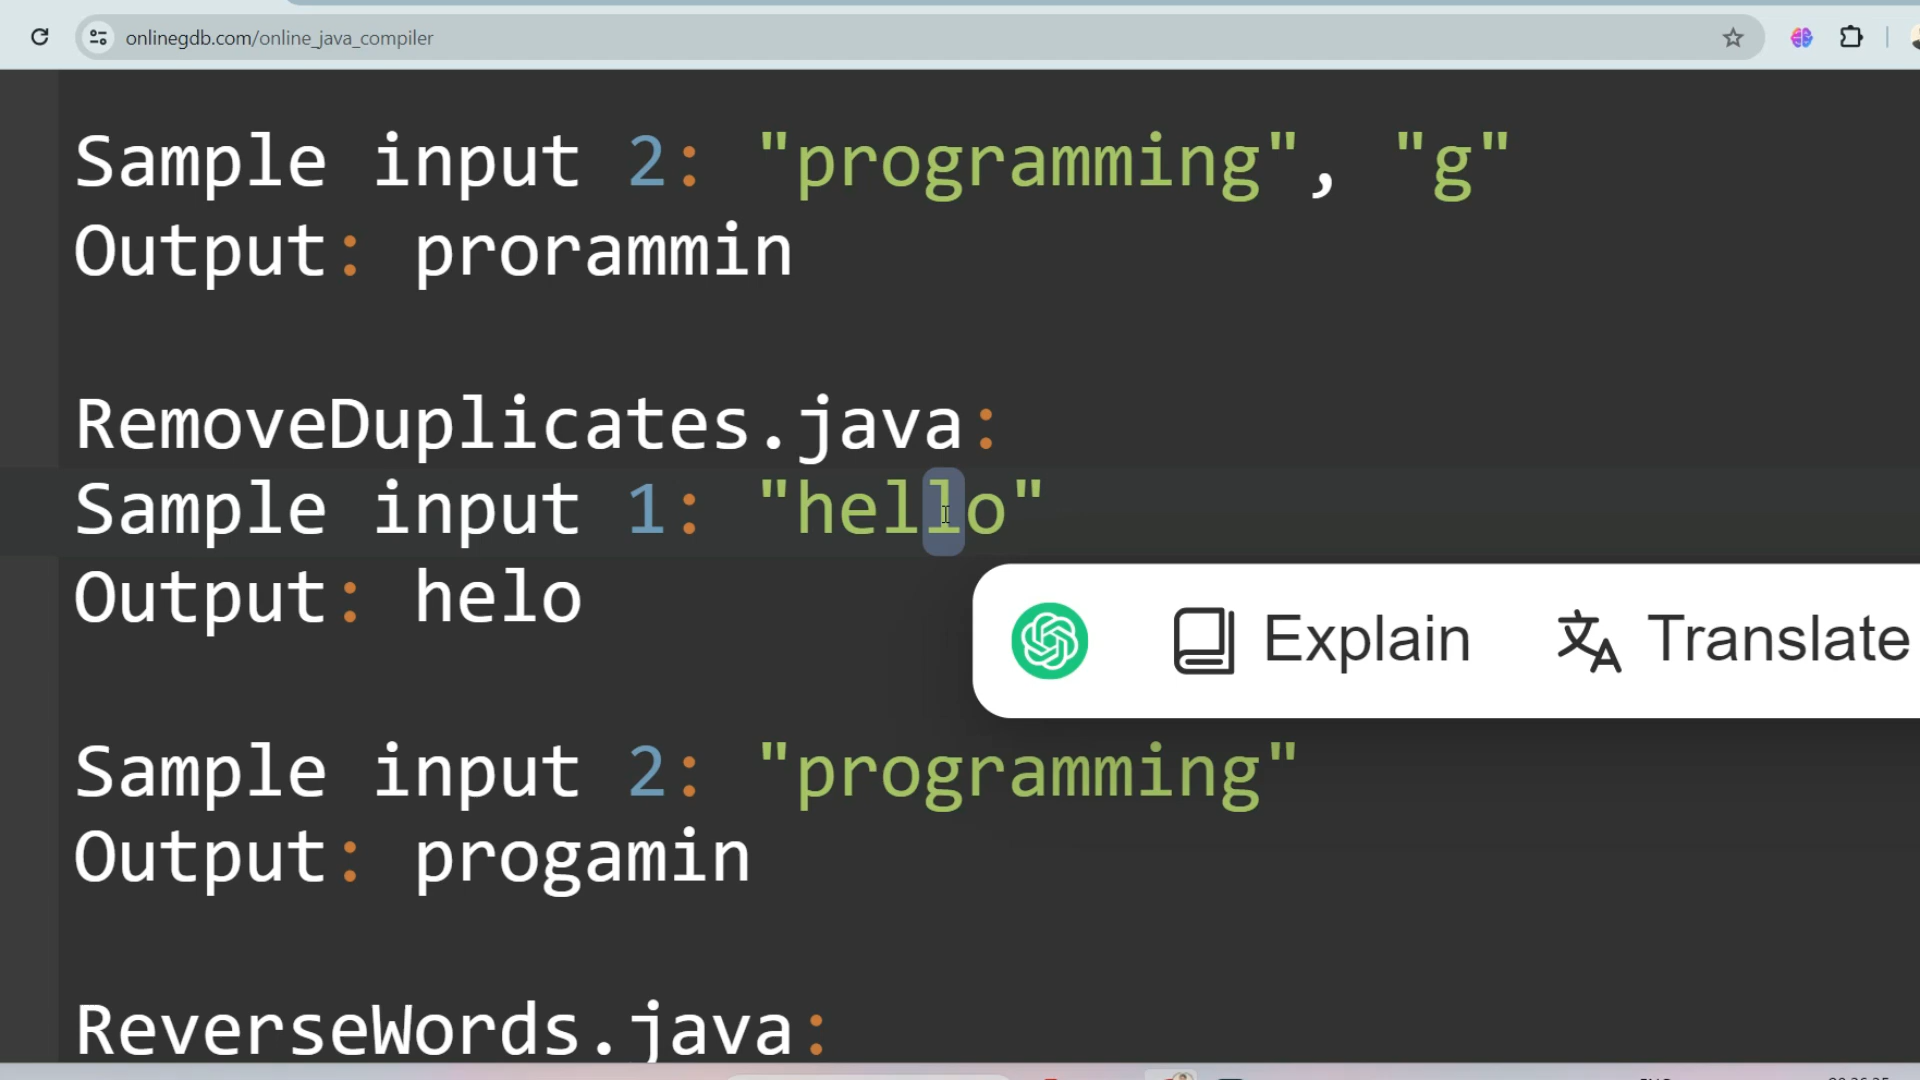 onlinegdb.com/online_java_compiler
Sample input 2: "programming", "g"
Output: prorammin
RemoveDuplicates.java:
Sample input 1: "hello"
Output: helo
Explain Translate
Sample input 2: "programming"
Output: progamin
ReverseWords.java: